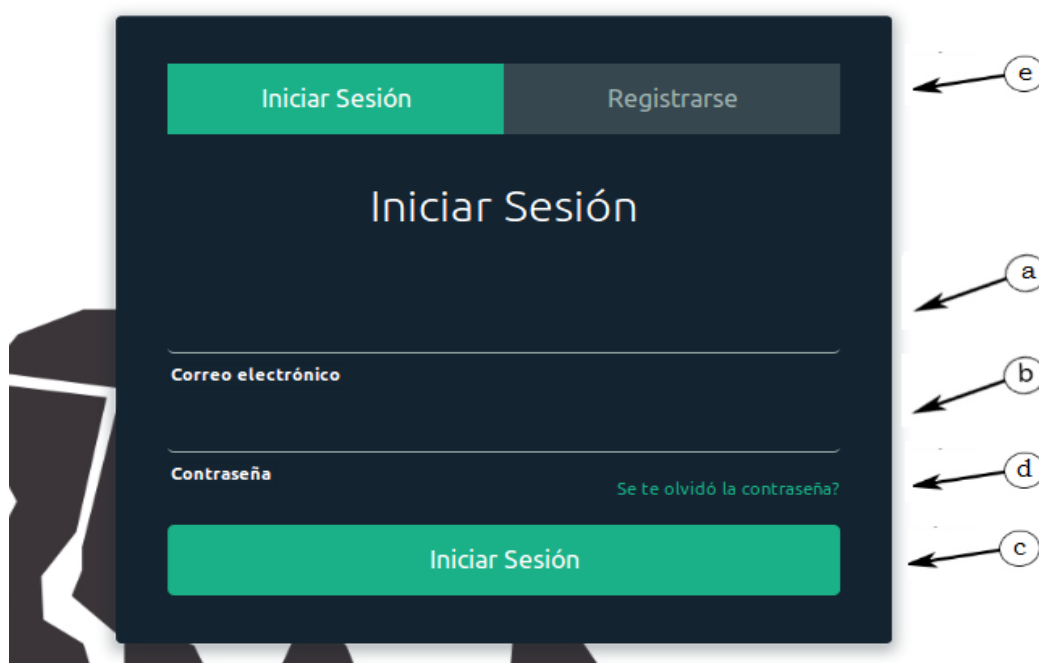 Iniciar Sesión Registrarse
e
Iniciar Sesión
a
Correo electrónico
b
Contraseña
Se te olvidó la contraseña?
d
Iniciar Sesión
c